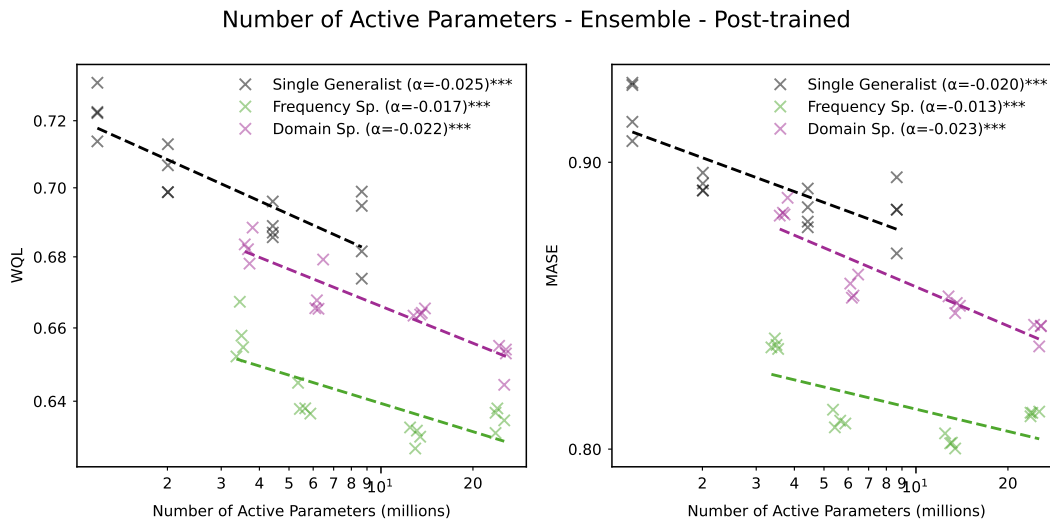 Number of Active Parameters - Ensemble - Post-trained
Single Generalist (α=-0.025)***
Frequency Sp. (α=-0.017)***
Domain Sp. (α=-0.022)***
0.72
0.70
0.68
0.66
0.64
WQL
2 3 4 5 6 7 8 9 10¹ 20
Number of Active Parameters (millions)
Single Generalist (α=-0.020)***
Frequency Sp. (α=-0.013)***
Domain Sp. (α=-0.023)***
0.90
0.80
MASE
2 3 4 5 6 7 8 9 10¹ 20
Number of Active Parameters (millions)